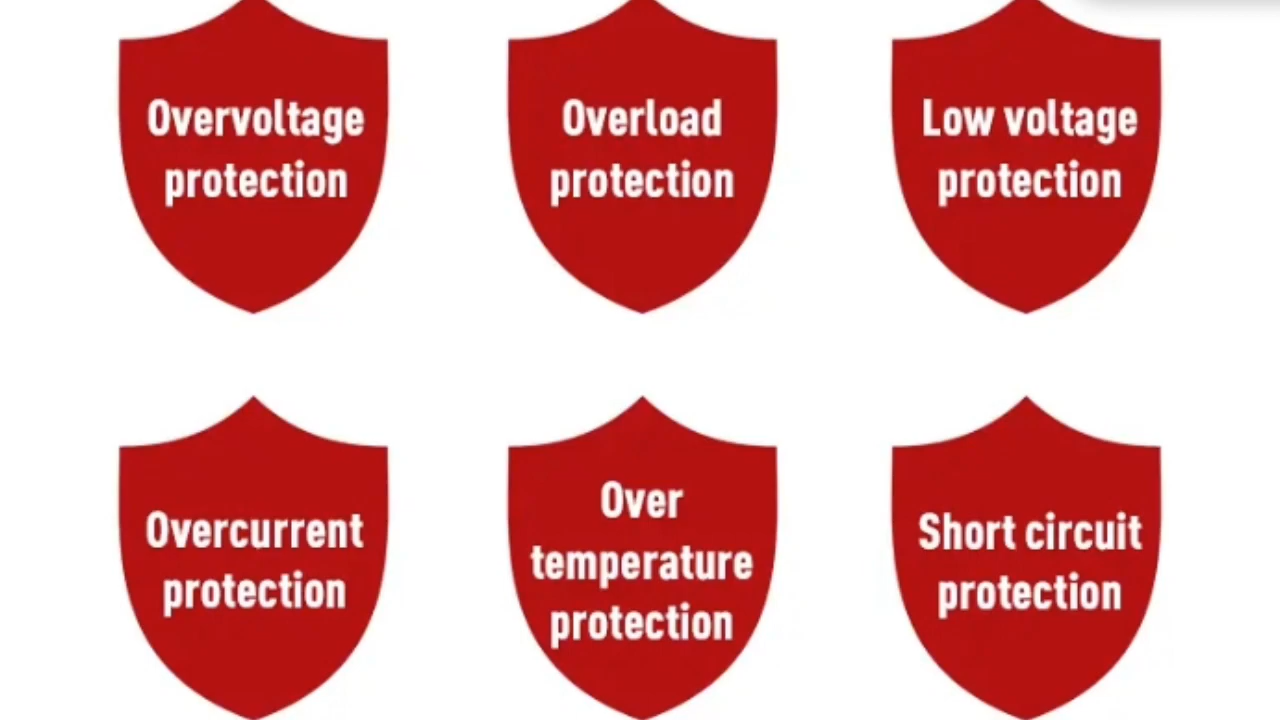 Overvoltage
protection
Overload
protection
Low voltage
protection
Overcurrent
protection
Over
temperature
protection
Short circuit
protection